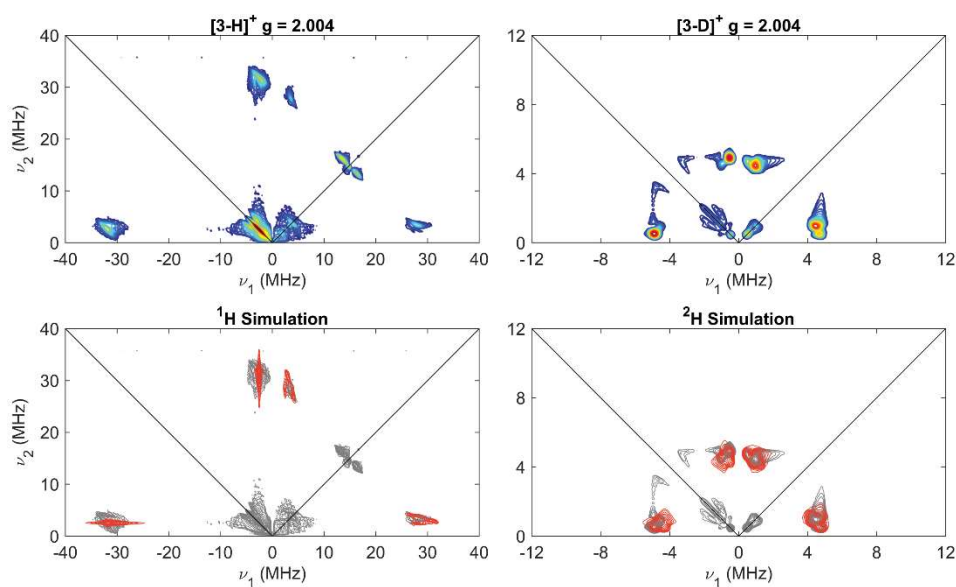 [3-H]⁺ g = 2.004
40
30
20
10
0
ν₂ (MHz)
-40 -30 -20 -10 0 10 20 30 40
ν₁ (MHz)
[3-D]⁺ g = 2.004
12
8
4
0
-12 -8 -4 0 4 8 12
ν₁ (MHz)
¹H Simulation
40
30
20
10
0
ν₂ (MHz)
-40 -30 -20 -10 0 10 20 30 40
ν₁ (MHz)
²H Simulation
12
8
4
0
-12 -8 -4 0 4 8 12
ν₁ (MHz)